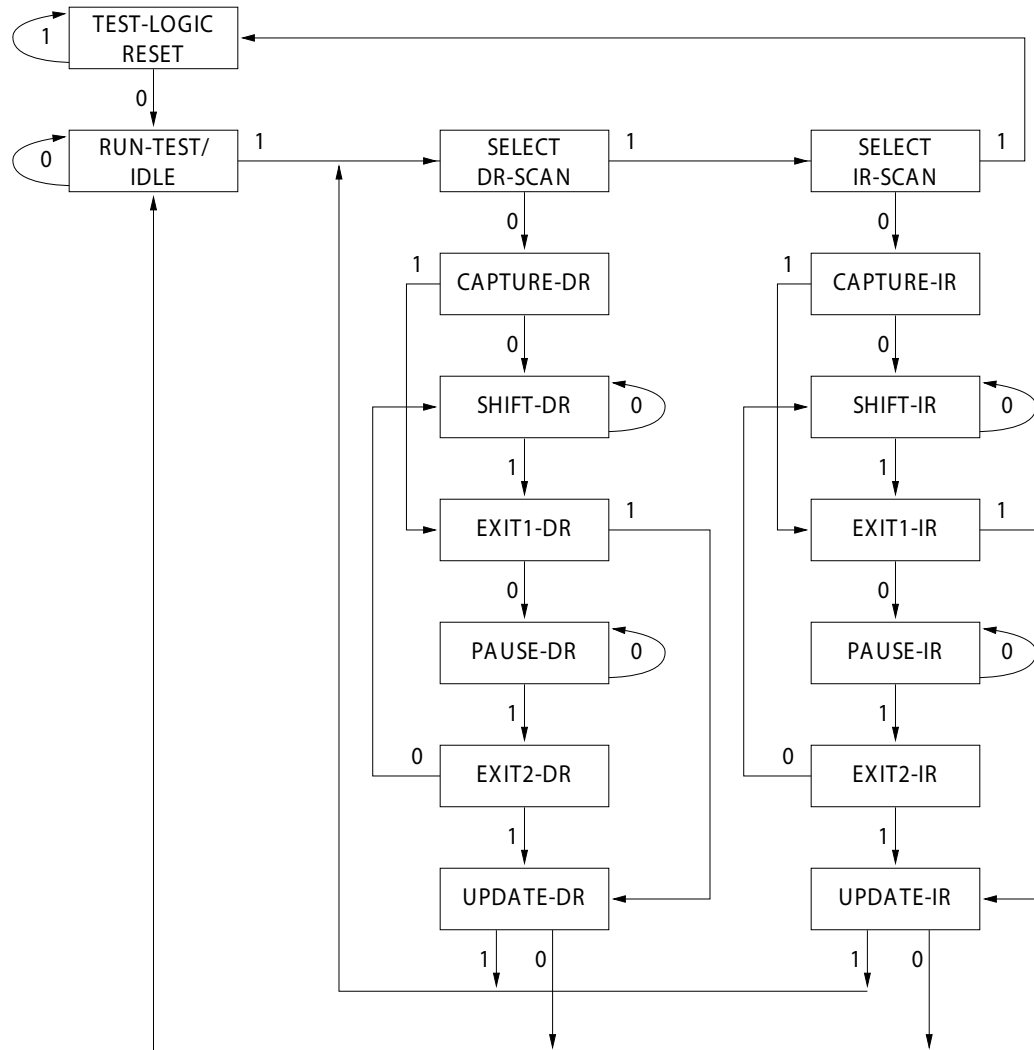 TEST-LOGIC
RESET
1
0
RUN-TEST/
IDLE
0
1
SELECT
DR-SCAN
1
SELECT
IR-SCAN
1
0
0
1
CAPTURE-DR
1
CAPTURE-IR
0
0
SHIFT-DR
0
SHIFT-IR
0
1
1
EXIT1-DR
1
EXIT1-IR
1
0
0
PAUSE-DR
0
PAUSE-IR
0
1
1
0
EXIT2-DR
0
EXIT2-IR
1
1
UPDATE-DR
UPDATE-IR
1
0
1
0